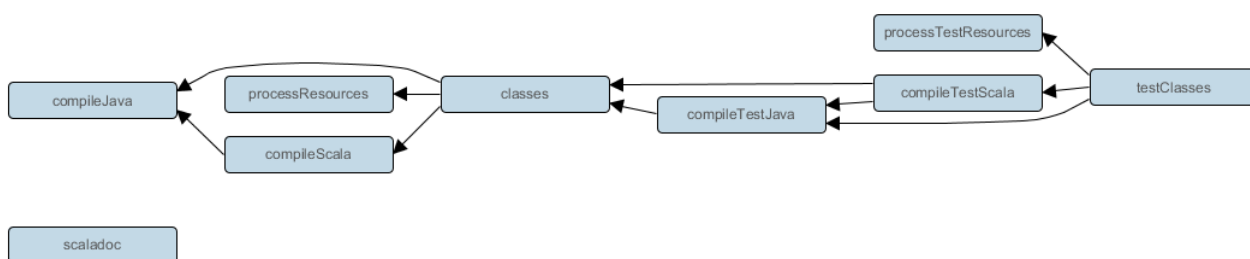 processTestResources
compileJava
processResources
classes
compileTestScala
testClasses
compileTestJava
compileScala
scaladoc